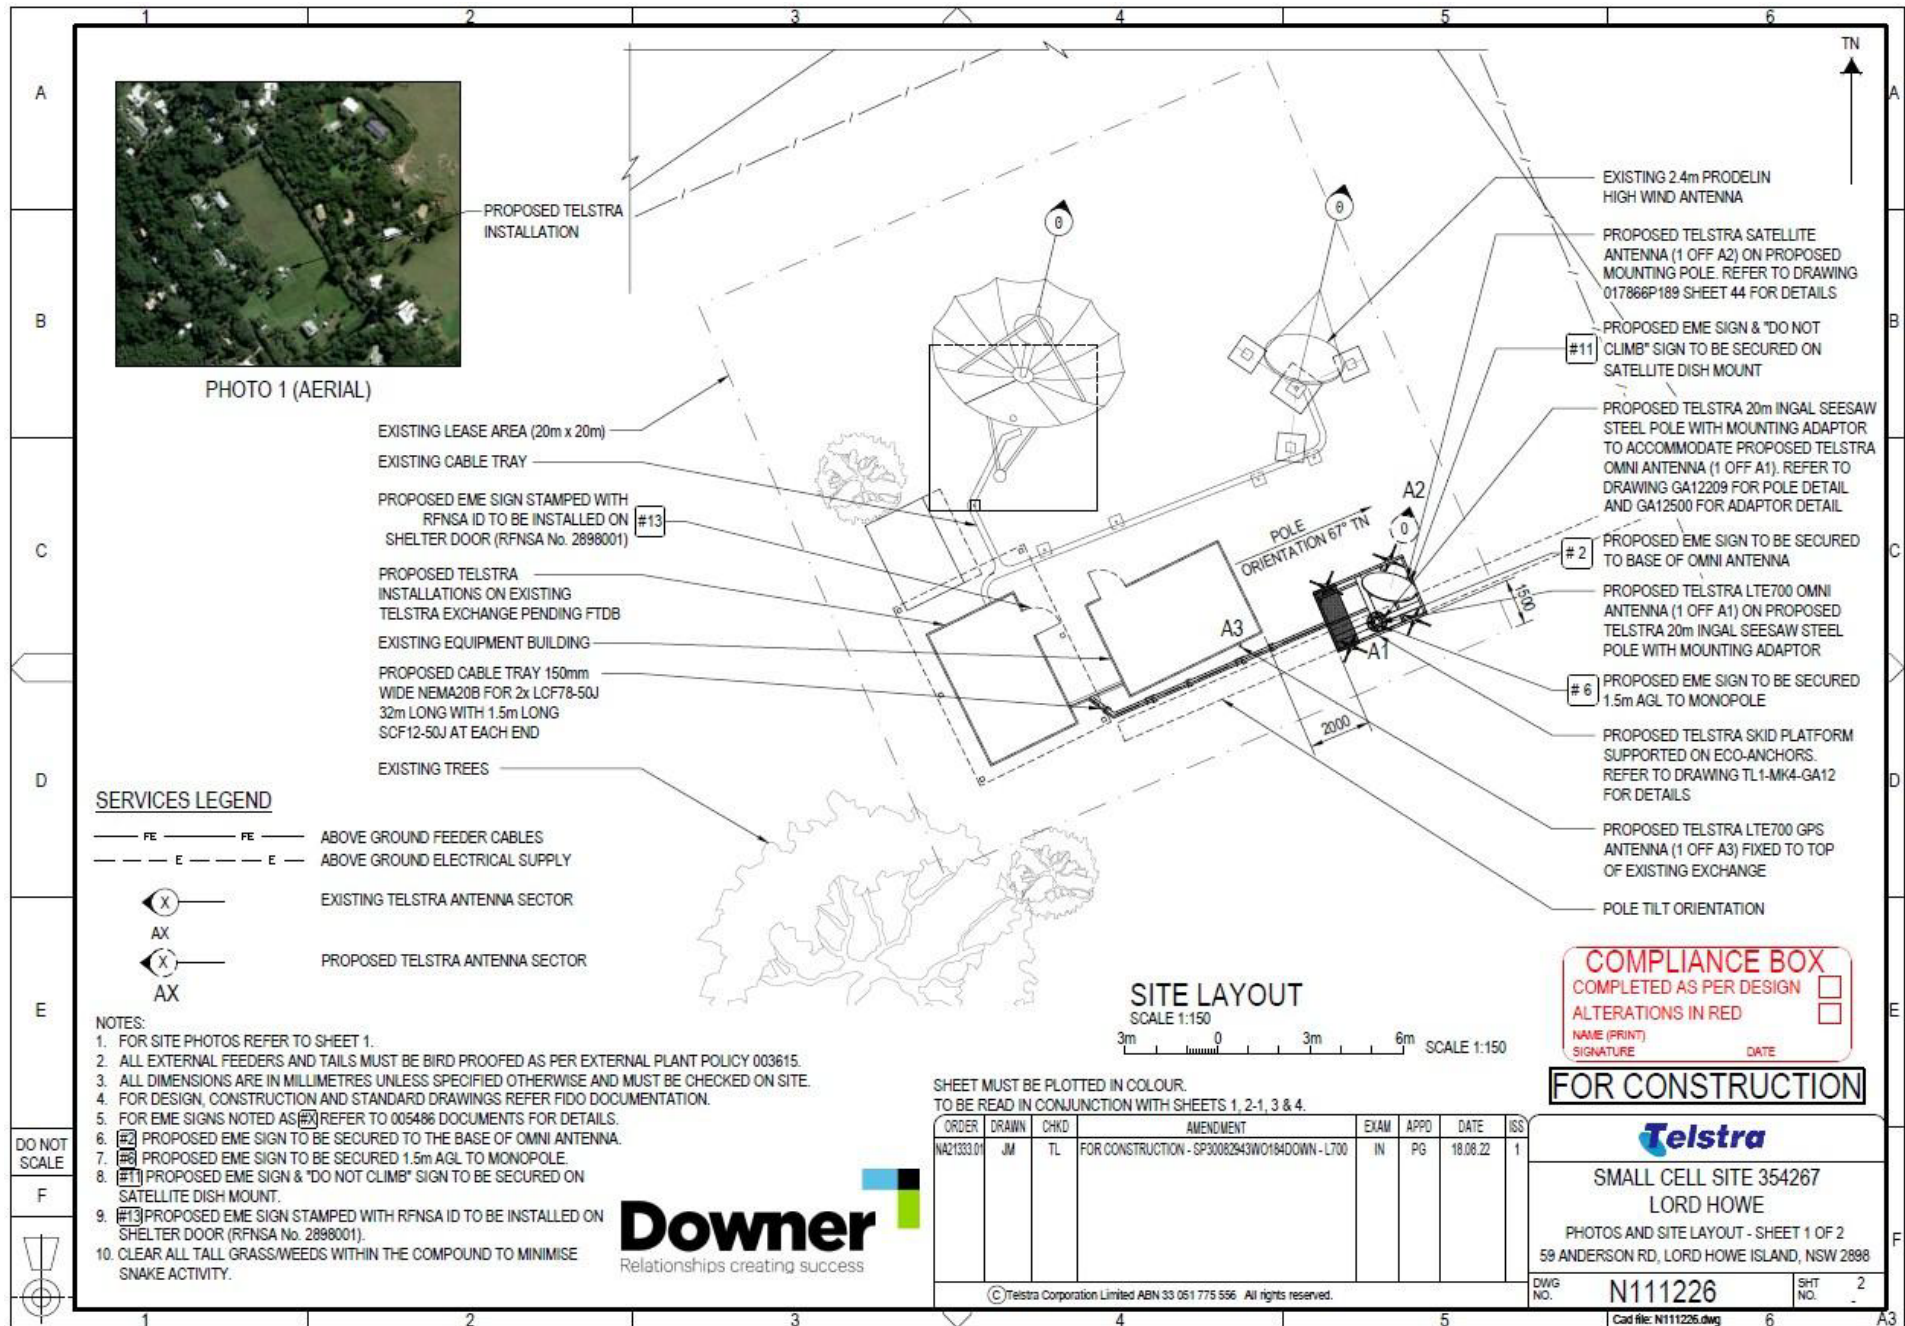 1 2 3 4 5 6
A
B
C
D
E
F
DO NOT
SCALE
TN
PROPOSED TELSTRA
INSTALLATION
PHOTO 1 (AERIAL)
EXISTING LEASE AREA (20m x 20m)
EXISTING CABLE TRAY
PROPOSED EME SIGN STAMPED WITH
RFNSA ID TO BE INSTALLED ON
SHELTER DOOR (RFNSA No. 2898001)
#13
PROPOSED TELSTRA
INSTALLATIONS ON EXISTING
TELSTRA EXCHANGE PENDING FTDB
EXISTING EQUIPMENT BUILDING
PROPOSED CABLE TRAY 150mm
WIDE NEMA20B FOR 2x LCF78-50J
32m LONG WITH 1.5m LONG
SCF12-50J AT EACH END
EXISTING TREES
0
0
0
A2
POLE
ORIENTATION 67° TN
A3
A1
1500
2000
EXISTING 2.4m PRODELIN
HIGH WIND ANTENNA
PROPOSED TELSTRA SATELLITE
ANTENNA (1 OFF A2) ON PROPOSED
MOUNTING POLE. REFER TO DRAWING
017866P189 SHEET 44 FOR DETAILS
#11
PROPOSED EME SIGN & "DO NOT
CLIMB" SIGN TO BE SECURED ON
SATELLITE DISH MOUNT
PROPOSED TELSTRA 20m INGAL SEESAW
STEEL POLE WITH MOUNTING ADAPTOR
TO ACCOMMODATE PROPOSED TELSTRA
OMNI ANTENNA (1 OFF A1). REFER TO
DRAWING GA12209 FOR POLE DETAIL
AND GA12500 FOR ADAPTOR DETAIL
# 2
PROPOSED EME SIGN TO BE SECURED
TO BASE OF OMNI ANTENNA
PROPOSED TELSTRA LTE700 OMNI
ANTENNA (1 OFF A1) ON PROPOSED
TELSTRA 20m INGAL SEESAW STEEL
POLE WITH MOUNTING ADAPTOR
# 6
PROPOSED EME SIGN TO BE SECURED
1.5m AGL TO MONOPOLE
PROPOSED TELSTRA SKID PLATFORM
SUPPORTED ON ECO-ANCHORS.
REFER TO DRAWING TL1-MK4-GA12
FOR DETAILS
PROPOSED TELSTRA LTE700 GPS
ANTENNA (1 OFF A3) FIXED TO TOP
OF EXISTING EXCHANGE
POLE TILT ORIENTATION
SERVICES LEGEND
FE FE ABOVE GROUND FEEDER CABLES
E E ABOVE GROUND ELECTRICAL SUPPLY
X EXISTING TELSTRA ANTENNA SECTOR
AX
X PROPOSED TELSTRA ANTENNA SECTOR
AX
NOTES:
1. FOR SITE PHOTOS REFER TO SHEET 1.
2. ALL EXTERNAL FEEDERS AND TAILS MUST BE BIRD PROOFED AS PER EXTERNAL PLANT POLICY 003615.
3. ALL DIMENSIONS ARE IN MILLIMETRES UNLESS SPECIFIED OTHERWISE AND MUST BE CHECKED ON SITE.
4. FOR DESIGN, CONSTRUCTION AND STANDARD DRAWINGS REFER FIDO DOCUMENTATION.
5. FOR EME SIGNS NOTED AS #X REFER TO 005486 DOCUMENTS FOR DETAILS.
6. #2 PROPOSED EME SIGN TO BE SECURED TO THE BASE OF OMNI ANTENNA.
7. #6 PROPOSED EME SIGN TO BE SECURED 1.5m AGL TO MONOPOLE.
8. #11 PROPOSED EME SIGN & "DO NOT CLIMB" SIGN TO BE SECURED ON
SATELLITE DISH MOUNT.
9. #13 PROPOSED EME SIGN STAMPED WITH RFNSA ID TO BE INSTALLED ON
SHELTER DOOR (RFNSA No. 2898001).
10. CLEAR ALL TALL GRASS/WEEDS WITHIN THE COMPOUND TO MINIMISE
SNAKE ACTIVITY.
Downer
Relationships creating success
SITE LAYOUT
SCALE 1:150
3m 0 3m 6m SCALE 1:150
SHEET MUST BE PLOTTED IN COLOUR.
TO BE READ IN CONJUNCTION WITH SHEETS 1, 2-1, 3 & 4.
ORDER DRAWN CHKD AMENDMENT EXAM APPD DATE ISS
NA21333.01 JM TL FOR CONSTRUCTION - SP30082943WO184DOWN - L700 IN PG 18.08.22 1
© Telstra Corporation Limited ABN 33 051 775 556 All rights reserved.
COMPLIANCE BOX
COMPLETED AS PER DESIGN
ALTERATIONS IN RED
NAME (PRINT)
SIGNATURE DATE
FOR CONSTRUCTION
Telstra
SMALL CELL SITE 354267
LORD HOWE
PHOTOS AND SITE LAYOUT - SHEET 1 OF 2
59 ANDERSON RD, LORD HOWE ISLAND, NSW 2898
DWG
NO.
N111226
SHT
NO.
2
-
Cad file: N111226.dwg
A
B
C
D
E
F
1 2 3 4 5 6 A3